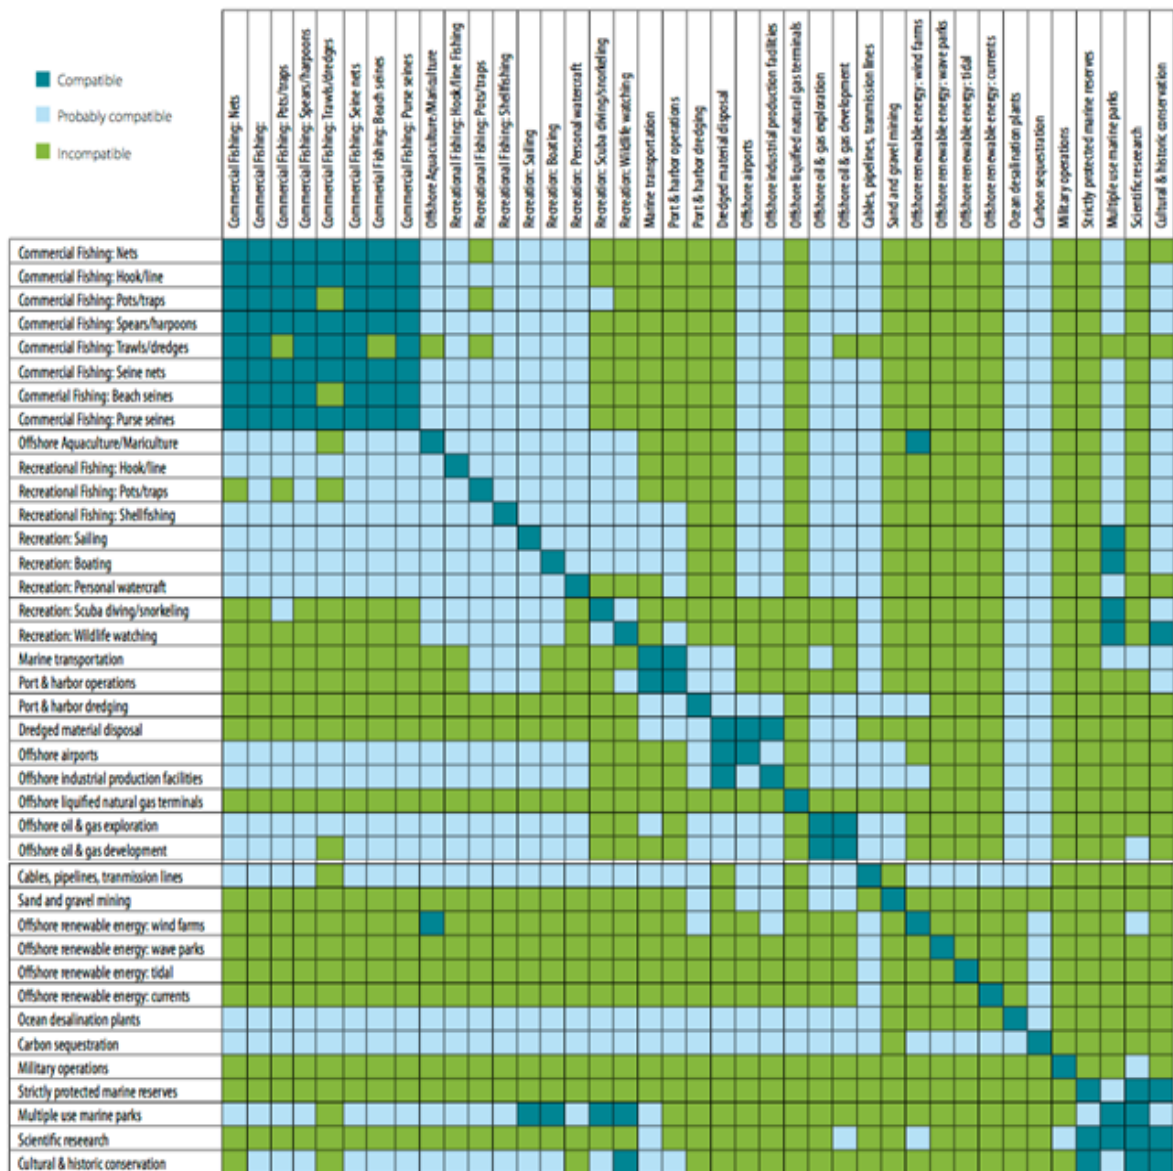 Compatible
Probably compatible
Incompatible
Commercial Fishing: Nets
Commercial Fishing:
Commercial Fishing: Pots/traps
Commercial Fishing: Spears/harpoons
Commercial Fishing: Trawls/dredges
Commercial Fishing: Seine nets
Commercial Fishing: Beach seines
Commercial Fishing: Purse seines
Offshore Aquaculture/Mariculture
Recreational Fishing: Hook/line Fishing
Recreational Fishing: Pots/traps
Recreational Fishing: Shellfishing
Recreation: Sailing
Recreation: Boating
Recreation: Personal watercraft
Recreation: Scuba diving/snorkeling
Recreation: Wildlife watching
Marine transportation
Port & harbor operations
Port & harbor dredging
Dredged material disposal
Offshore airports
Offshore industrial production facilities
Offshore liquified natural gas terminals
Offshore oil & gas exploration
Offshore oil & gas development
Cables, pipelines, transmission lines
Sand and gravel mining
Offshore renewable energy: wind farms
Offshore renewable energy: wave parks
Offshore renewable energy: tidal
Offshore renewable energy: currents
Ocean desalination plants
Carbon sequestration
Military operations
Strictly protected marine reserves
Multiple use marine parks
Scientific reseearch
Cultural & historic conservation
Commercial Fishing: Nets
Commercial Fishing: Hook/line
Commercial Fishing: Pots/traps
Commercial Fishing: Spears/harpoons
Commercial Fishing: Trawls/dredges
Commercial Fishing: Seine nets
Commerial Fishing: Beach seines
Commercial Fishing: Purse seines
Offshore Aquaculture/Mariculture
Recreational Fishing: Hook/line
Recreational Fishing: Pots/traps
Recreational Fishing: Shellfishing
Recreation: Sailing
Recreation: Boating
Recreation: Personal watercraft
Recreation: Scuba diving/snorkeling
Recreation: Wildlife watching
Marine transportation
Port & harbor operations
Port & harbor dredging
Dredged material disposal
Offshore airports
Offshore industrial production facilities
Offshore liquified natural gas terminals
Offshore oil & gas exploration
Offshore oil & gas development
Cables, pipelines, tranmission lines
Sand and gravel mining
Offshore renewable energy: wind farms
Offshore renewable energy: wave parks
Offshore renewable energy: tidal
Offshore renewable energy: currents
Ocean desalination plants
Carbon sequestration
Military operations
Strictly protected marine reserves
Multiple use marine parks
Scientific reseearch
Cultural & historic conservation